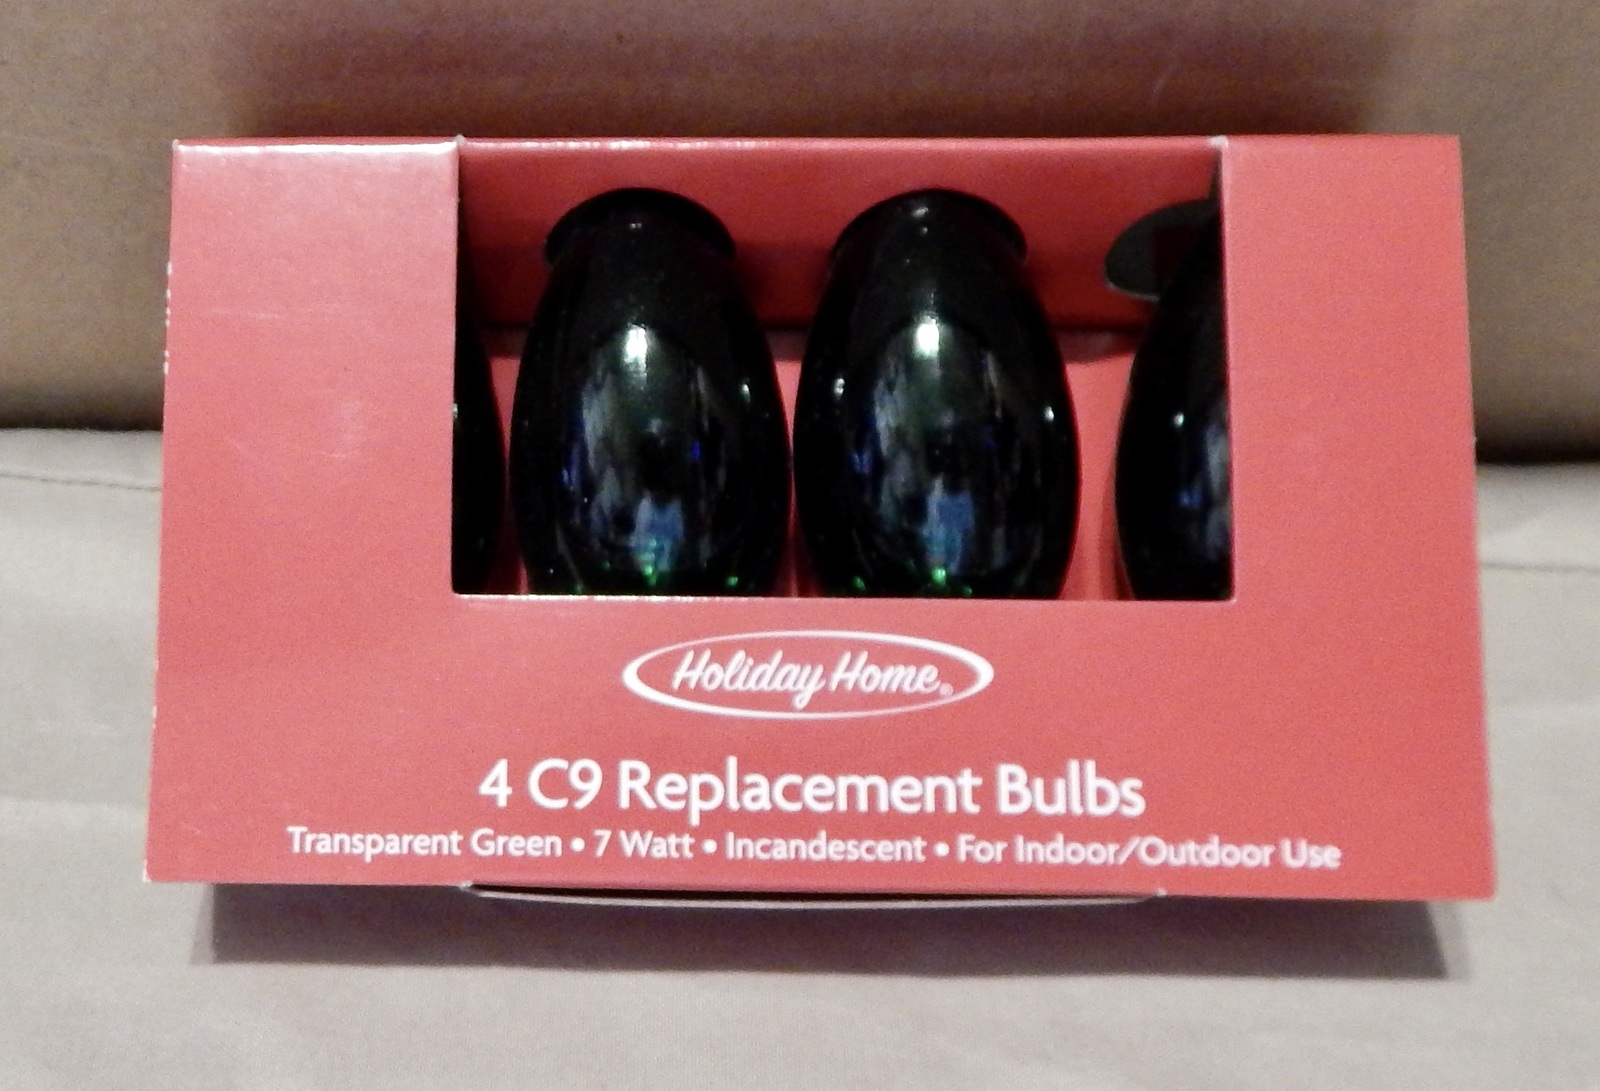 Holiday Home®
4 C9 Replacement Bulbs
Transparent Green • 7 Watt • Incandescent • For Indoor/Outdoor Use